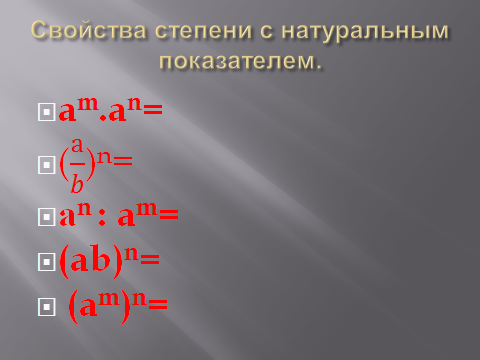 Свойства степени с натуральным
показателем.
aᵐ.aⁿ=
(a/b)ⁿ=
aⁿ : aᵐ=
(ab)ⁿ=
(aᵐ)ⁿ=